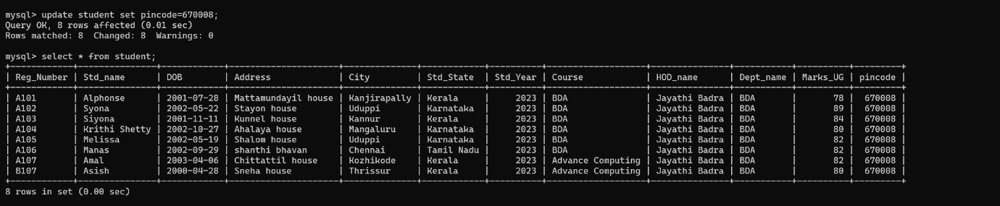 mysql> update student set pincode=670008;
Query OK, 8 rows affected (0.01 sec)
Rows matched: 8  Changed: 8  Warnings: 0

mysql> select * from student;
+------------+--------------+------------+--------------------+-------------+------------+----------+-------------------+---------------+-----------+----------+---------+
| Reg_Number | Std_name     | DOB        | Address            | City        | Std_State  | Std_Year | Course            | HOD_name      | Dept_name | Marks_UG | pincode |
+------------+--------------+------------+--------------------+-------------+------------+----------+-------------------+---------------+-----------+----------+---------+
| A101       | Alphonse     | 2001-07-28 | Mattamundayil house | Kanjirapally | Kerala     |     2023 | BDA                | Jayathi Badra | BDA       |       78 |  670008 |
| A102       | Syona        | 2002-05-22 | Stayon house       | Uduppi      | Karnataka  |     2023 | BDA                | Jayathi Badra | BDA       |       89 |  670008 |
| A103       | Siyona       | 2001-11-11 | Kunnel house       | Kannur      | Kerala     |     2023 | BDA                | Jayathi Badra | BDA       |       84 |  670008 |
| A104       | Krithi Shetty | 2002-10-27 | Ahalaya house      | Mangaluru   | Karnataka  |     2023 | BDA                | Jayathi Badra | BDA       |       80 |  670008 |
| A105       | Melissa      | 2002-05-19 | Shalom house       | Uduppi      | Karnataka  |     2023 | BDA                | Jayathi Badra | BDA       |       82 |  670008 |
| A106       | Manas        | 2002-09-29 | shanthi bhavan     | Chennai     | Tamil Nadu |     2023 | BDA                | Jayathi Badra | BDA       |       82 |  670008 |
| A107       | Amal         | 2003-04-06 | Chittattil house   | Kozhikode   | Kerala     |     2023 | Advance Computing | Jayathi Badra | BDA       |       82 |  670008 |
| B107       | Asish        | 2000-04-28 | Sneha house        | Thrissur    | Kerala     |     2023 | Advance Computing | Jayathi Badra | BDA       |       80 |  670008 |
+------------+--------------+------------+--------------------+-------------+------------+----------+-------------------+---------------+-----------+----------+---------+
8 rows in set (0.00 sec)